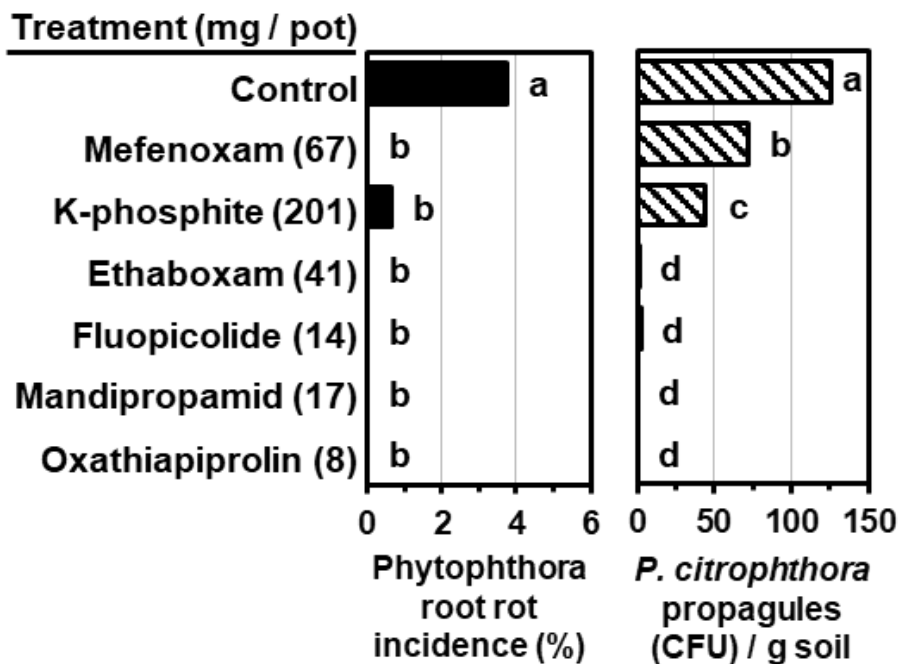 Treatment (mg / pot)
Control a a
Mefenoxam (67) b b
K-phosphite (201) b c
Ethaboxam (41) b d
Fluopicolide (14) b d
Mandipropamid (17) b d
Oxathiapiprolin (8) b d
0 2 4 6 0 50 100 150
Phytophthora
root rot
incidence (%)
P. citrophthora
propagules
(CFU) / g soil